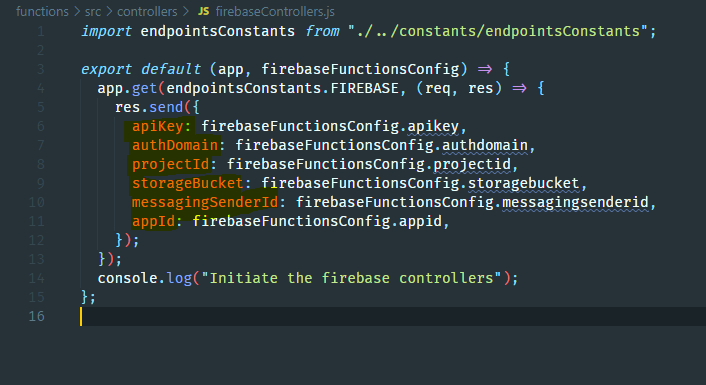 functions > src > controllers > JS firebaseControllers.js
1 import endpointsConstants from "./../constants/endpointsConstants";
2
3 export default (app, firebaseFunctionsConfig) => {
4 app.get(endpointsConstants.FIREBASE, (req, res) => {
5 res.send({
6 apiKey: firebaseFunctionsConfig.apikey,
7 authDomain: firebaseFunctionsConfig.authdomain,
8 projectId: firebaseFunctionsConfig.projectid,
9 storageBucket: firebaseFunctionsConfig.storagebucket,
10 messagingSenderId: firebaseFunctionsConfig.messagingsenderid,
11 appId: firebaseFunctionsConfig.appid,
12 });
13 });
14 console.log("Initiate the firebase controllers");
15 };
16